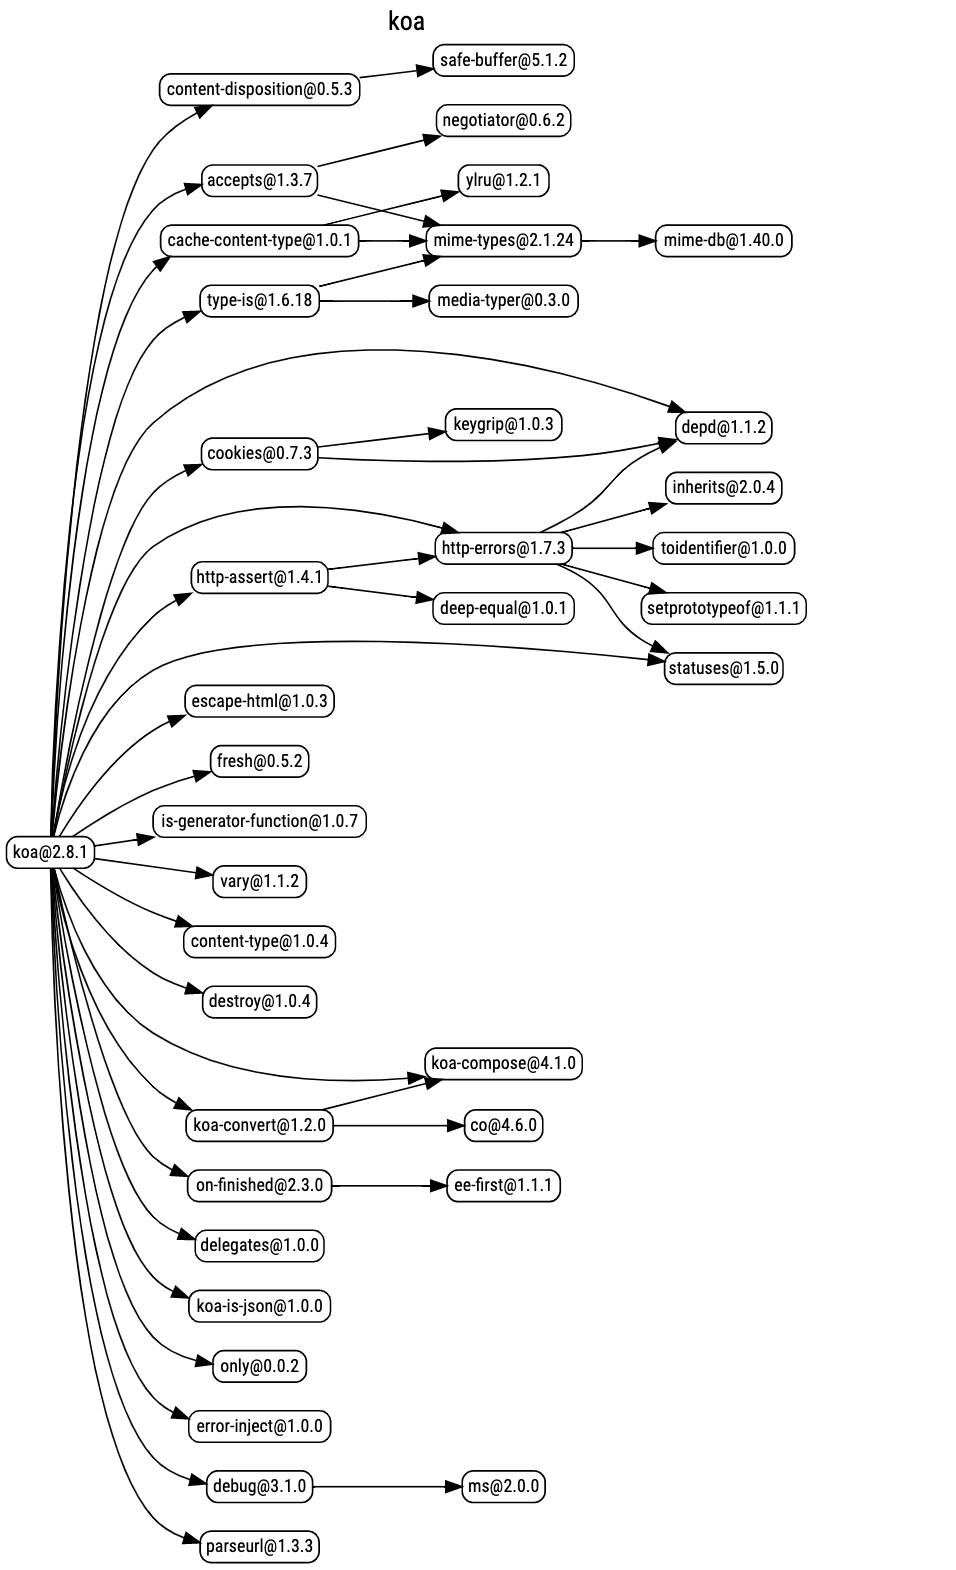 koa
safe-buffer@5.1.2
content-disposition@0.5.3
negotiator@0.6.2
accepts@1.3.7
ylru@1.2.1
cache-content-type@1.0.1
mime-types@2.1.24
mime-db@1.40.0
type-is@1.6.18
media-typer@0.3.0
keygrip@1.0.3
depd@1.1.2
cookies@0.7.3
inherits@2.0.4
http-errors@1.7.3
toidentifier@1.0.0
http-assert@1.4.1
deep-equal@1.0.1
setprototypeof@1.1.1
statuses@1.5.0
escape-html@1.0.3
fresh@0.5.2
is-generator-function@1.0.7
koa@2.8.1
vary@1.1.2
content-type@1.0.4
destroy@1.0.4
koa-compose@4.1.0
koa-convert@1.2.0
co@4.6.0
on-finished@2.3.0
ee-first@1.1.1
delegates@1.0.0
koa-is-json@1.0.0
only@0.0.2
error-inject@1.0.0
debug@3.1.0
ms@2.0.0
parseurl@1.3.3